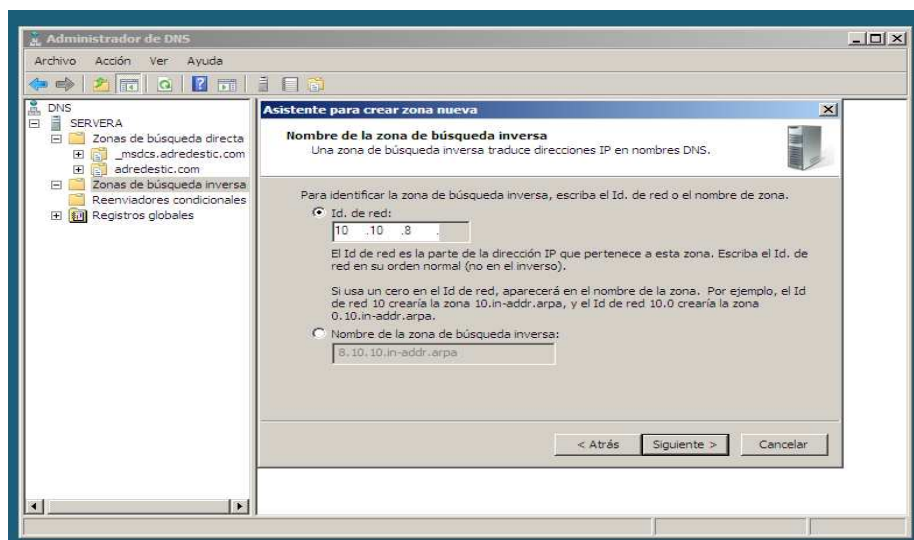 Administrador de DNS
Archivo Acción Ver Ayuda
DNS
SERVERA
Zonas de búsqueda directa
_msdcs.adredestic.com
adredestic.com
Zonas de búsqueda inversa
Reenviadores condicionales
Registros globales
Asistente para crear zona nueva
Nombre de la zona de búsqueda inversa
Una zona de búsqueda inversa traduce direcciones IP en nombres DNS.
Para identificar la zona de búsqueda inversa, escriba el Id. de red o el nombre de zona.
Id. de red:
10 .10 .8 .
El Id de red es la parte de la dirección IP que pertenece a esta zona. Escriba el Id. de
red en su orden normal (no en el inverso).
Si usa un cero en el Id de red, aparecerá en el nombre de la zona. Por ejemplo, el Id
de red 10 crearía la zona 10.in-addr.arpa, y el Id de red 10.0 crearía la zona
0.10.in-addr.arpa.
Nombre de la zona de búsqueda inversa:
8.10.10.in-addr.arpa
< Atrás Siguiente > Cancelar